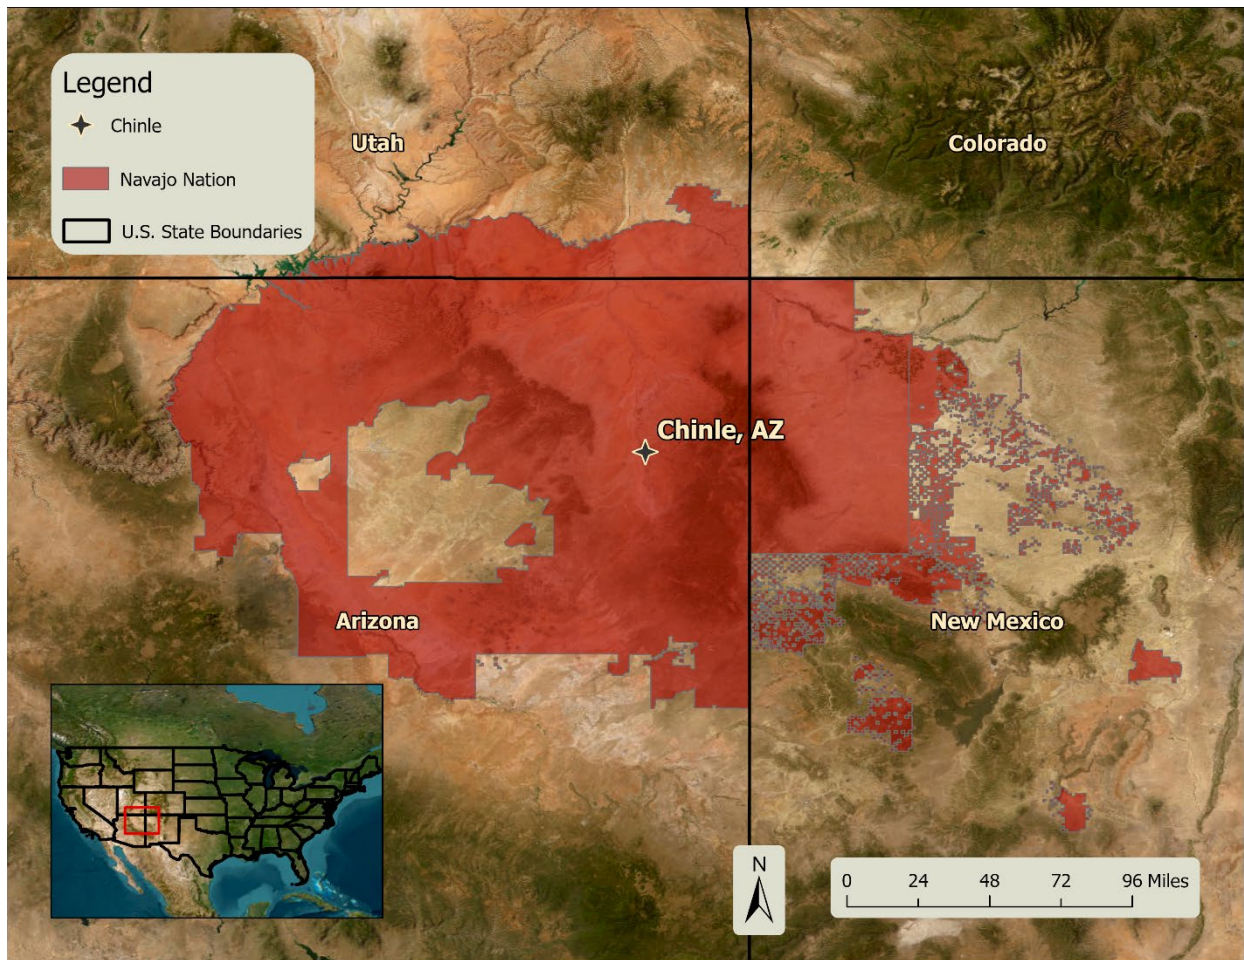 Legend
Chinle
Navajo Nation
U.S. State Boundaries
Utah
Colorado
Chinle, AZ
Arizona
New Mexico
N
0 24 48 72 96 Miles